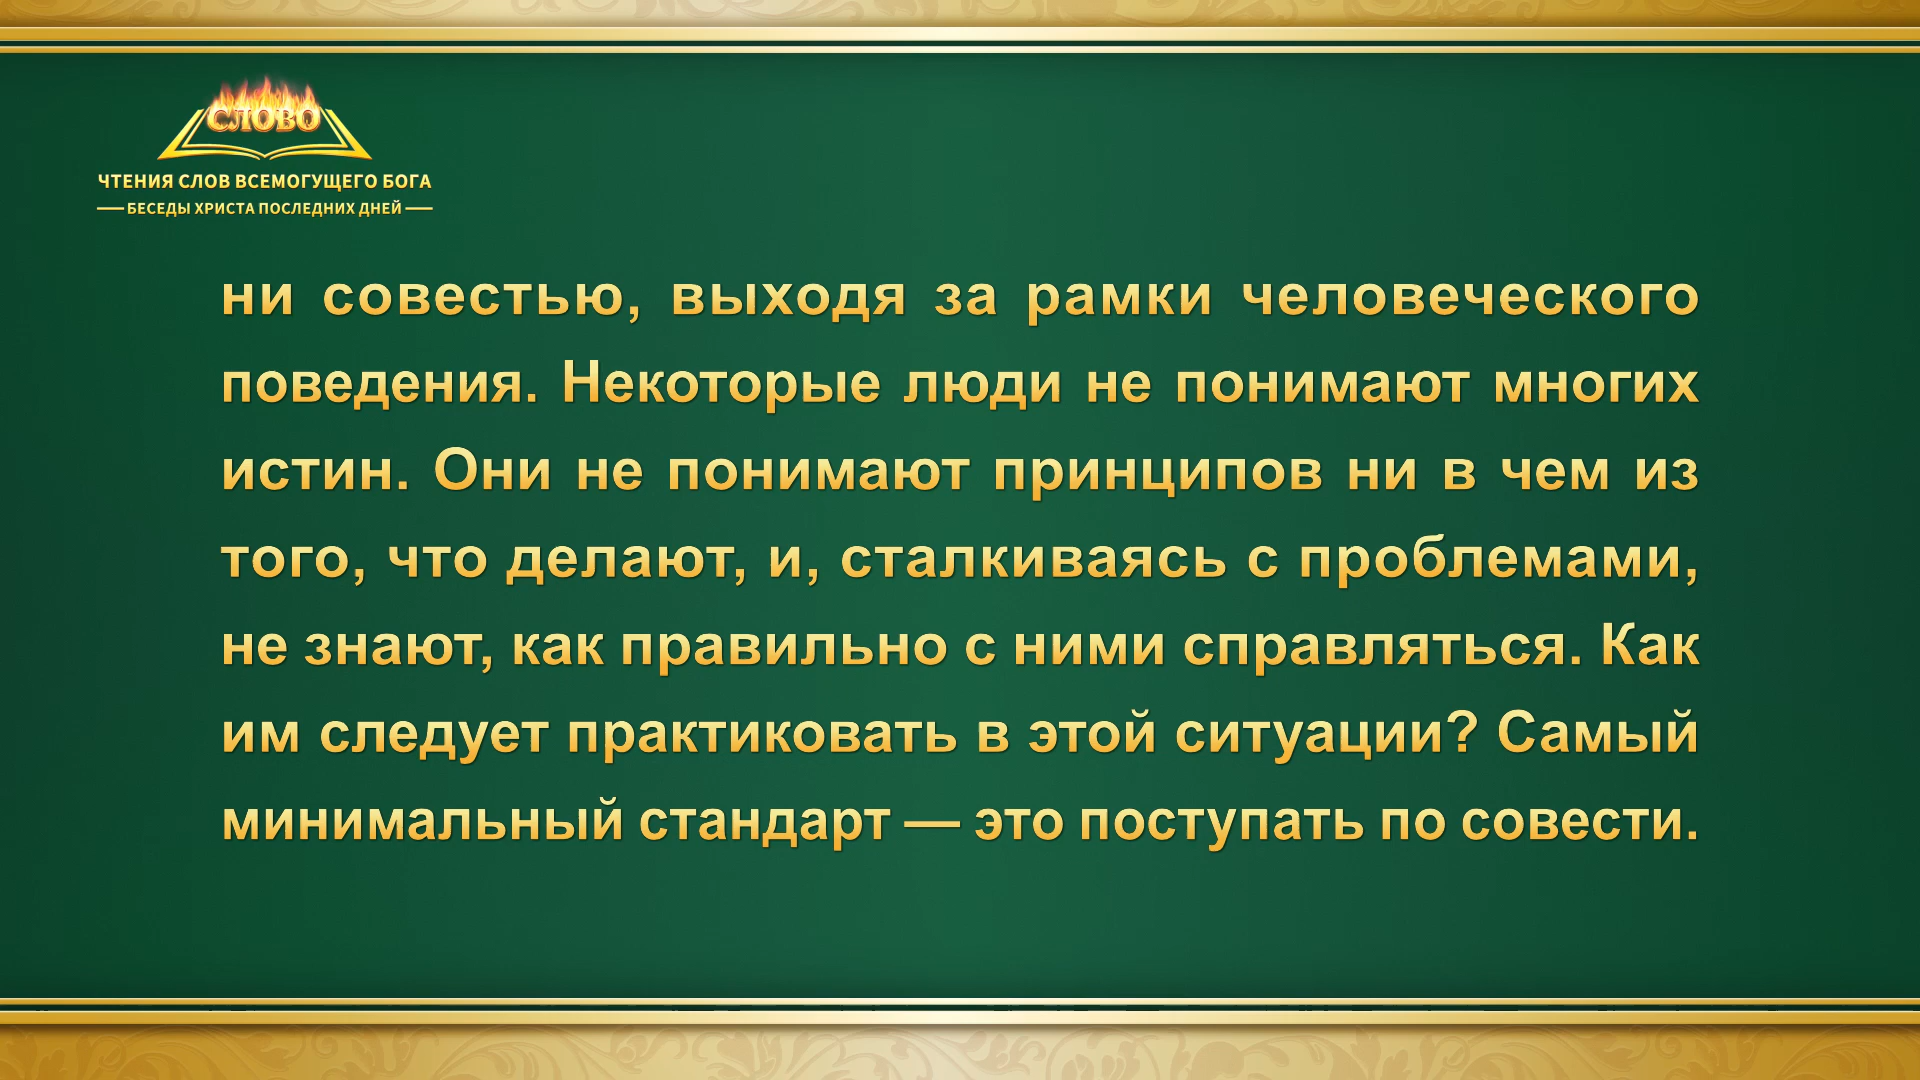 СЛОВО
ЧТЕНИЯ СЛОВ ВСЕМОГУЩЕГО БОГА
БЕСЕДЫ ХРИСТА ПОСЛЕДНИХ ДНЕЙ
ни совестью, выходя за рамки человеческого
поведения. Некоторые люди не понимают многих
истин. Они не понимают принципов ни в чем из
того, что делают, и, сталкиваясь с проблемами,
не знают, как правильно с ними справляться. Как
им следует практиковать в этой ситуации? Самый
минимальный стандарт — это поступать по совести.